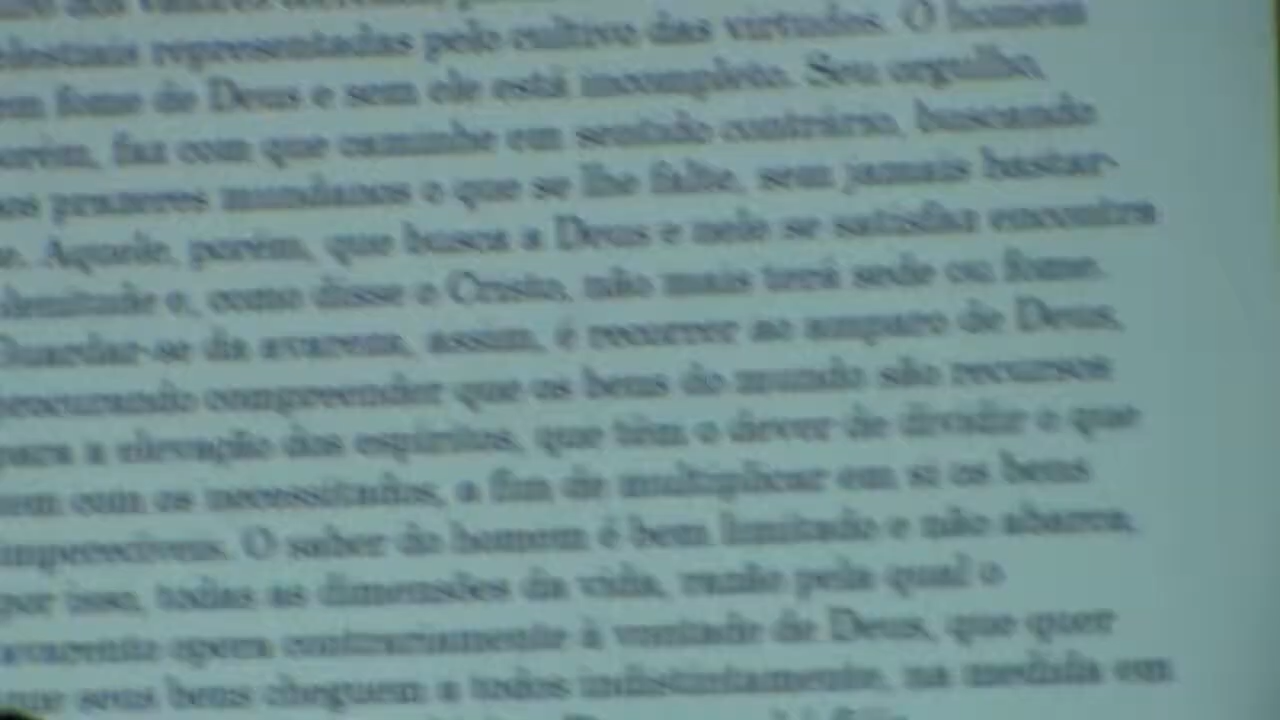 representadas pelo cultivo das virtudes. O homem
fome de Deus e sem ele está incompleto. Seu orgulho,
porém, faz com que caminhe em sentido contrário, buscando
prazeres mundanos e que se lhe falte, sem jamais bastar-
se. Aquele, porém, que busca a Deus e nele se satisfaz encontra
plenitude e, como disse o Cristo, não mais terá sede ou fome.
Guardar-se da avareza, assim, é recorrer ao amparo de Deus,
procurando compreender que os bens do mundo são recursos
para a elevação dos espíritos, que têm o dever de dividir o que
com os necessitados, a fim de multiplicar em si os bens
imperecíveis. O saber do homem é bem limitado e não abarca,
por isso, todas as dimensões da vida, razão pela qual o
avarento opera contrariamente à vontade de Deus, que quer
que seus bens cheguem a todos indistintamente, na medida em